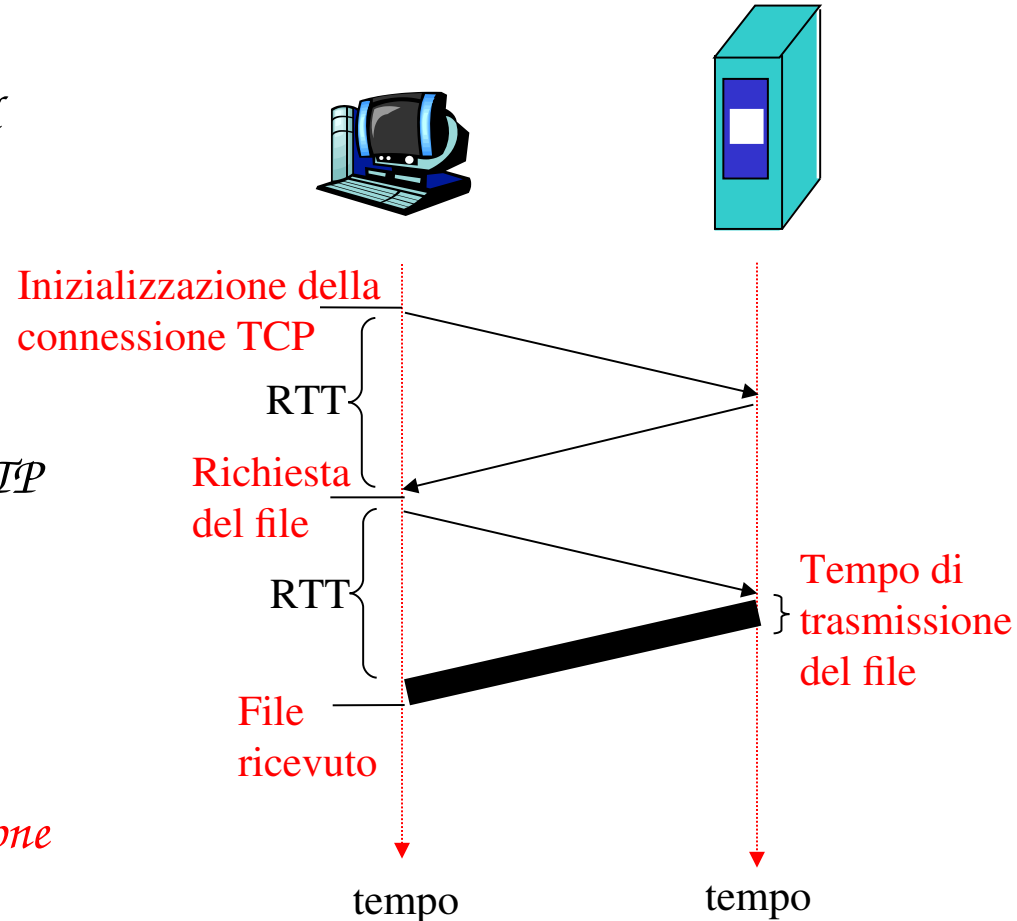 Inizializzazione della
connessione TCP
RTT
Richiesta
del file
RTT
Tempo di
trasmissione
del file
File
ricevuto
tempo
tempo